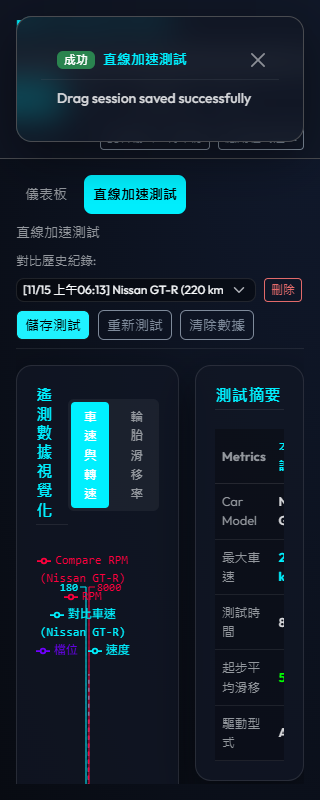 成功 直線加速測試
Drag session saved successfully
儀表板 直線加速測試
直線加速測試
對比歷史紀錄:
[11/15 上午06:13] Nissan GT-R (220 km
刪除
儲存測試 重新測試 清除數據
遙測數據視覺化
車速與轉速
輪胎滑移率
Compare RPM
(Nissan GT-R)
180 8000
RPM
對比車速
(Nissan GT-R)
檔位 速度
測試摘要
Metrics
Car Model
最大車速
測試時間
8
起步平均滑移
5
驅動型式